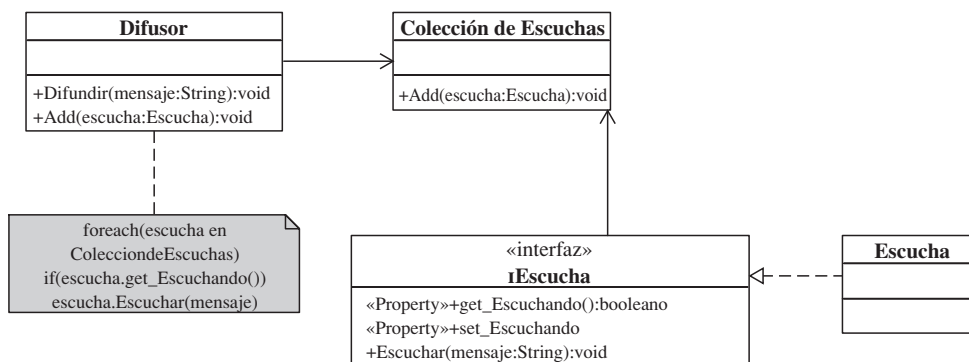 Difusor
+Difundir(mensaje:String):void
+Add(escucha:Escucha):void
Colección de Escuchas
+Add(escucha:Escucha):void
foreach(escucha en
ColecciondeEscuchas)
if(escucha.get_Escuchando())
escucha.Escuchar(mensaje)
«interfaz»
IEscucha
«Property»+get_Escuchando():booleano
«Property»+set_Escuchando
+Escuchar(mensaje:String):void
Escucha